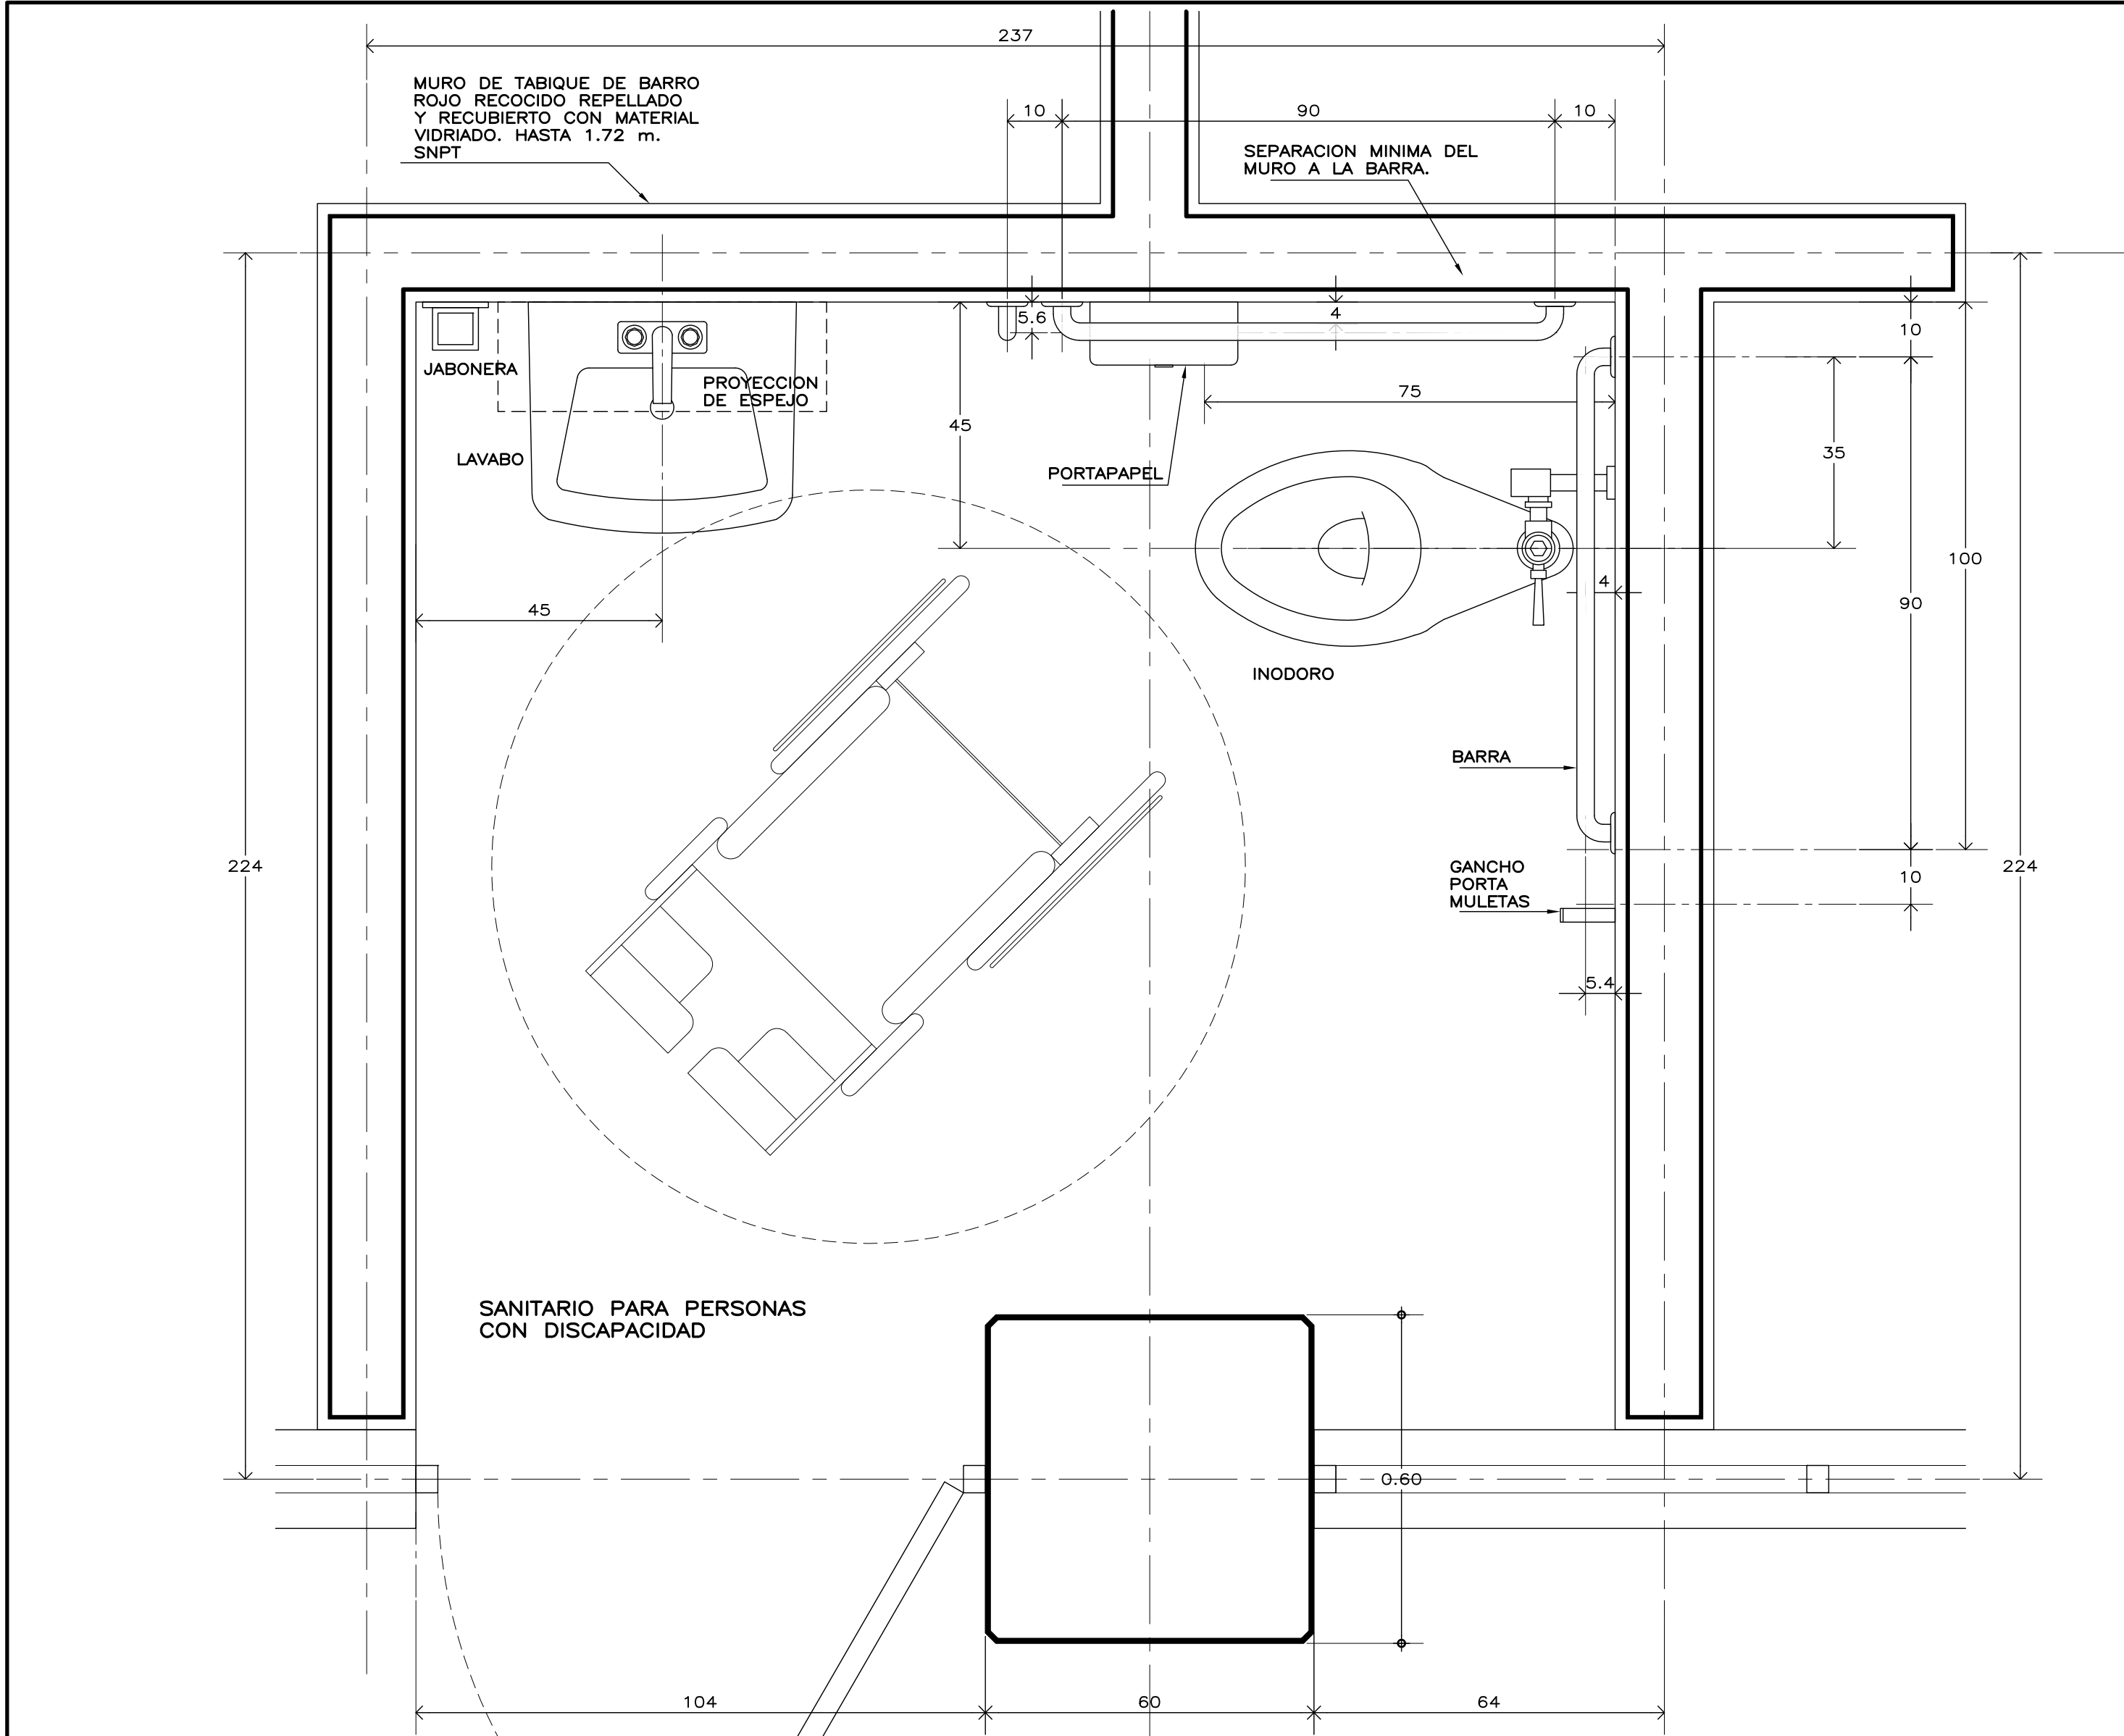 237
MURO DE TABIQUE DE BARRO
ROJO RECOCIDO REPELLADO
Y RECUBIERTO CON MATERIAL
VIDRIADO. HASTA 1.72 m.
SNPT
10
90
10
SEPARACION MINIMA DEL
MURO A LA BARRA.
5.6
4
10
JABONERA
PROYECCION
DE ESPEJO
75
45
35
LAVABO
PORTAPAPEL
100
4
90
45
INODORO
BARRA
224
GANCHO
PORTA
MULETAS
10
224
5.4
SANITARIO PARA PERSONAS
CON DISCAPACIDAD
0.60
104
60
64